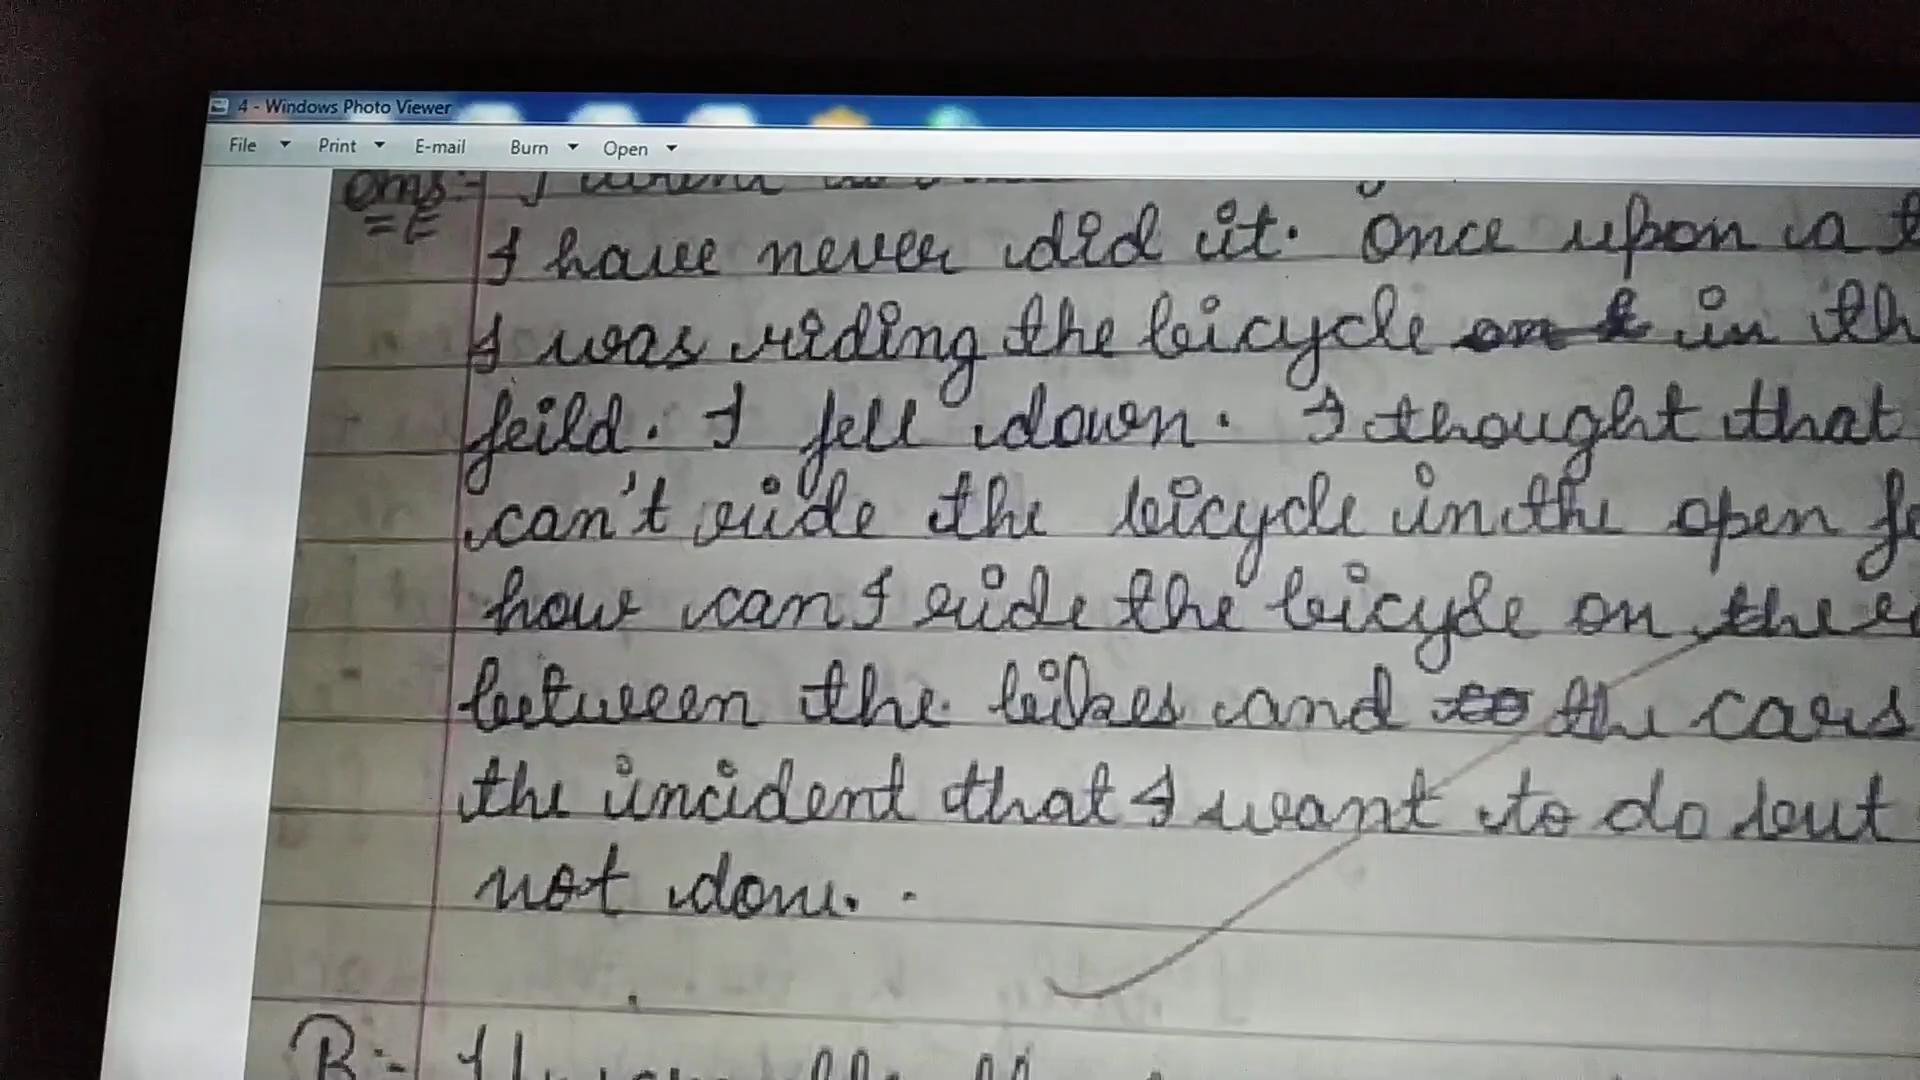 4 - Windows Photo Viewer
File Print E-mail Burn Open
Ans:- I
I have never did it. Once upon a
I was riding the bicycle in th
feild. I fell down. I thought that
can't ride the bicycle in the open
how can I ride the bicyle on the
between the bikes and the cars
the incident that I want to do but
not done.
B:-